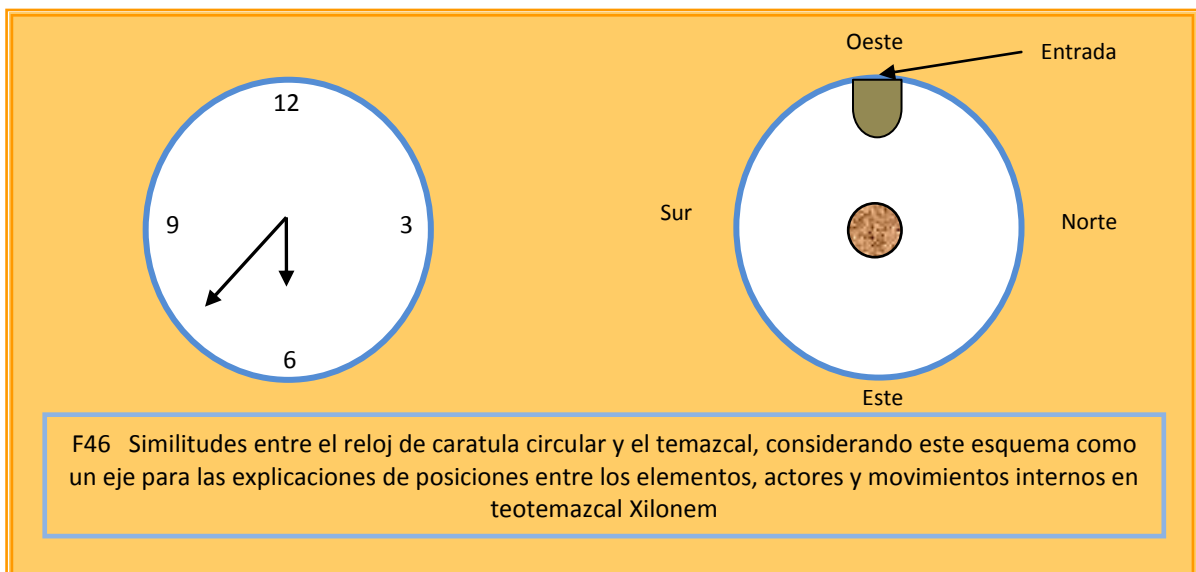 12
9
3
6
Oeste
Entrada
Sur
Norte
Este
F46 Similitudes entre el reloj de caratula circular y el temazcal, considerando este esquema como
un eje para las explicaciones de posiciones entre los elementos, actores y movimientos internos en
teotemazcal Xilonem